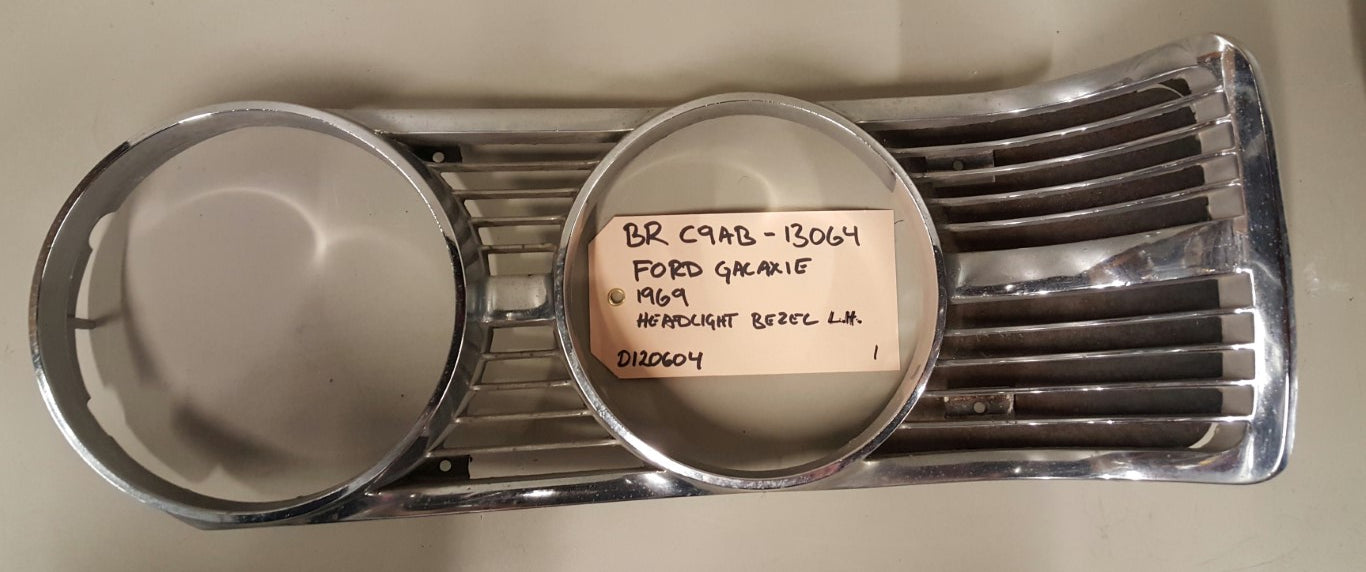 BR C9AB-13064
FORD GALAXIE
1969
HEADLIGHT BEZEL L.H.
D120604 1